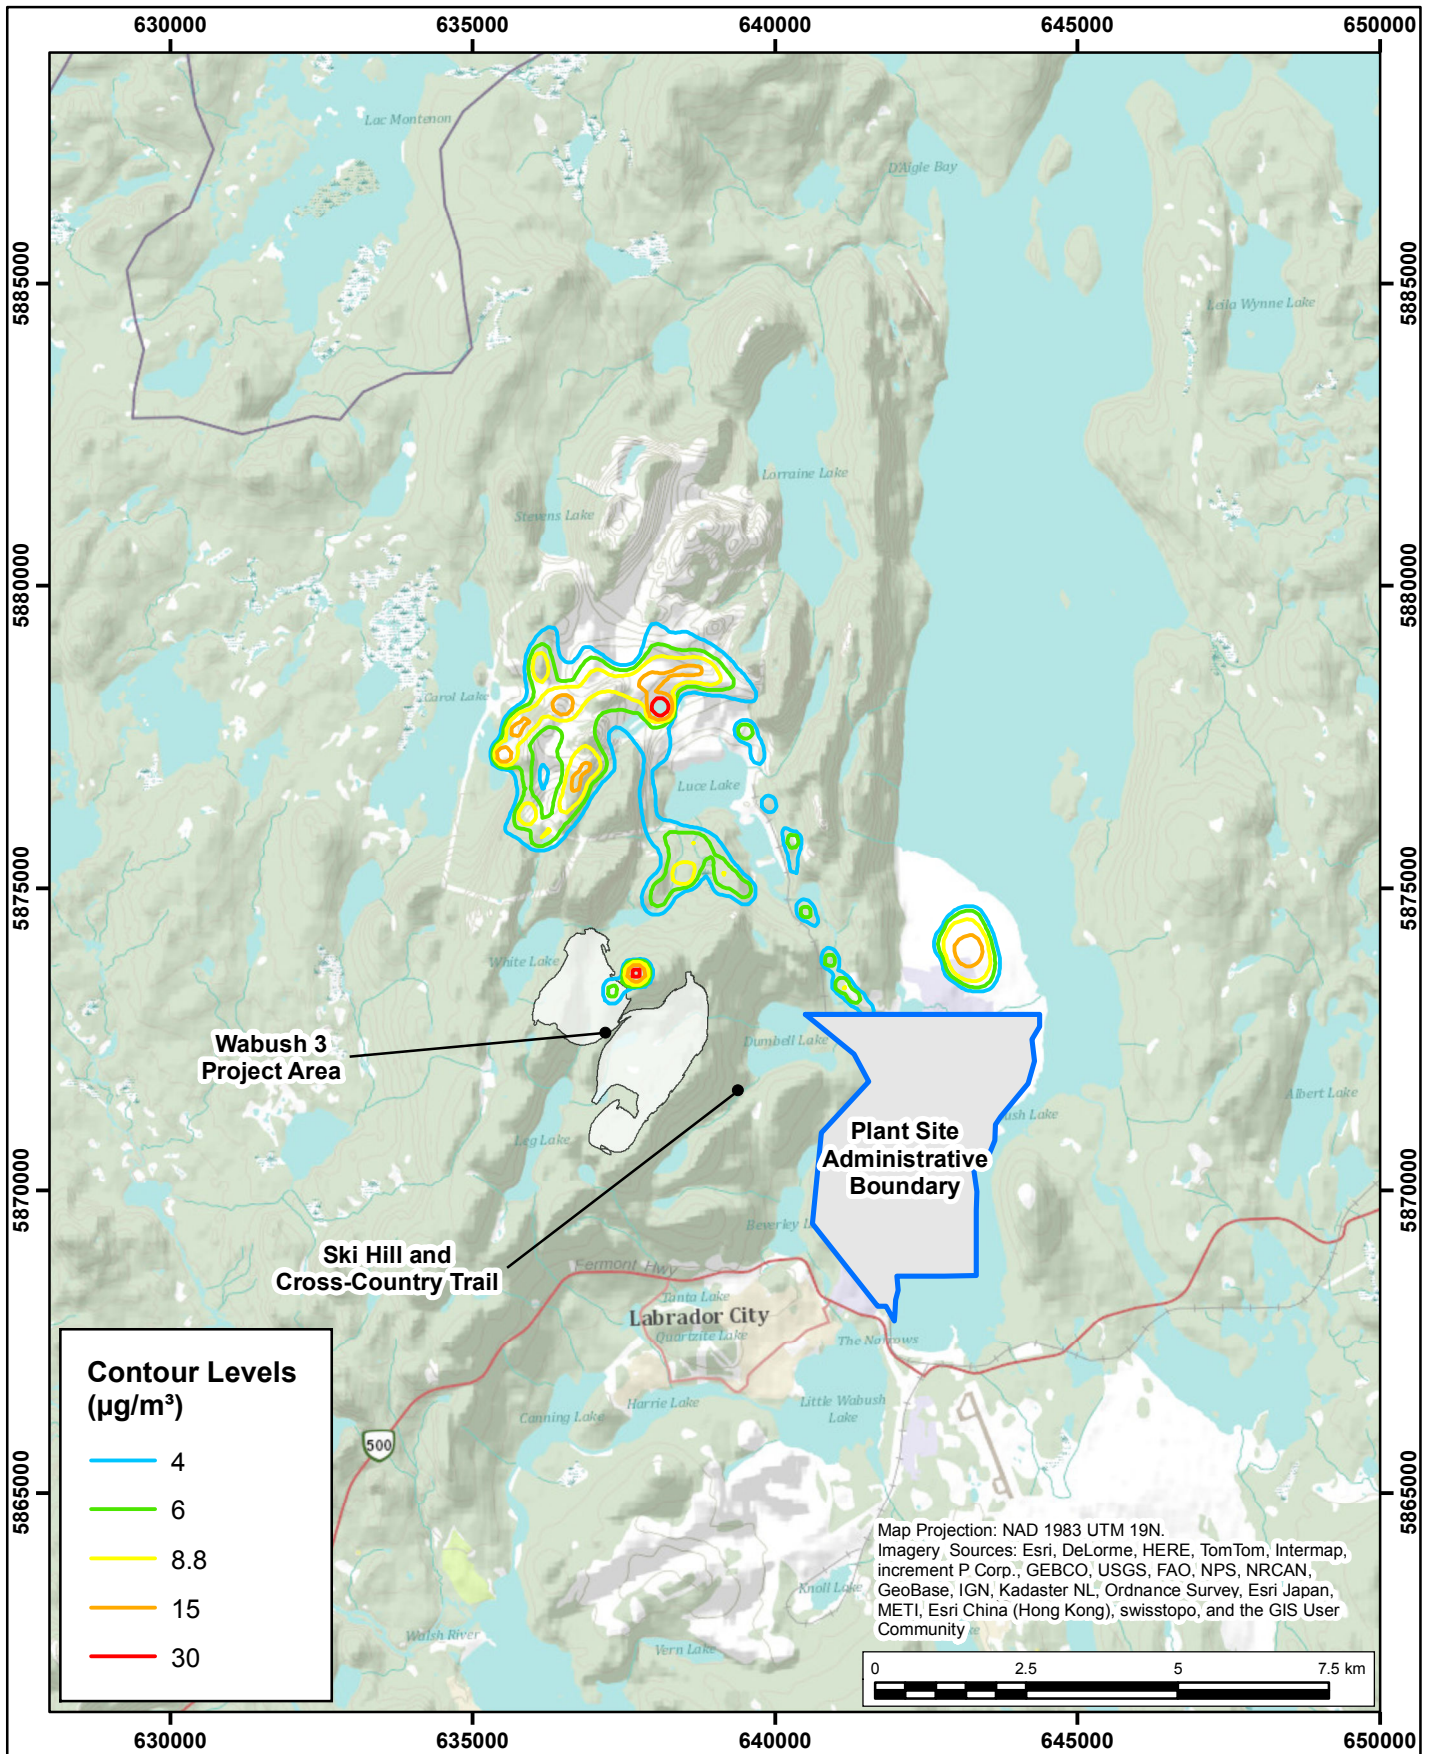 630000
635000
640000
645000
650000
Lac Montenon
D'Aigle Bay
5885000
5885000
Leila Wynne Lake
Lorraine Lake
Stevens Lake
5880000
5880000
Carol Lake
Luce Lake
5875000
5875000
White Lake
Wabush 3
Project Area
Dumbell Lake
Albert Lake
ush Lake
Plant Site
Administrative
Boundary
Leg Lake
5870000
5870000
Beverley L
Ski Hill and
Cross-Country Trail
Fermont Hwy
Tanta Lake
Labrador City
Quartzite Lake
The Narrows
Harrie Lake
Little Wabush
Lake
Canning Lake
500
5865000
5865000
Contour Levels
(µg/m³)
4
6
8.8
15
30
Knoll Lake
Walsh River
Vern Lake
Map Projection: NAD 1983 UTM 19N.
Imagery Sources: Esri, DeLorme, HERE, TomTom, Intermap,
increment P Corp., GEBCO, USGS, FAO, NPS, NRCAN,
GeoBase, IGN, Kadaster NL, Ordnance Survey, Esri Japan,
METI, Esri China (Hong Kong), swisstopo, and the GIS User
Community
0
2.5
5
7.5 km
630000
635000
640000
645000
650000